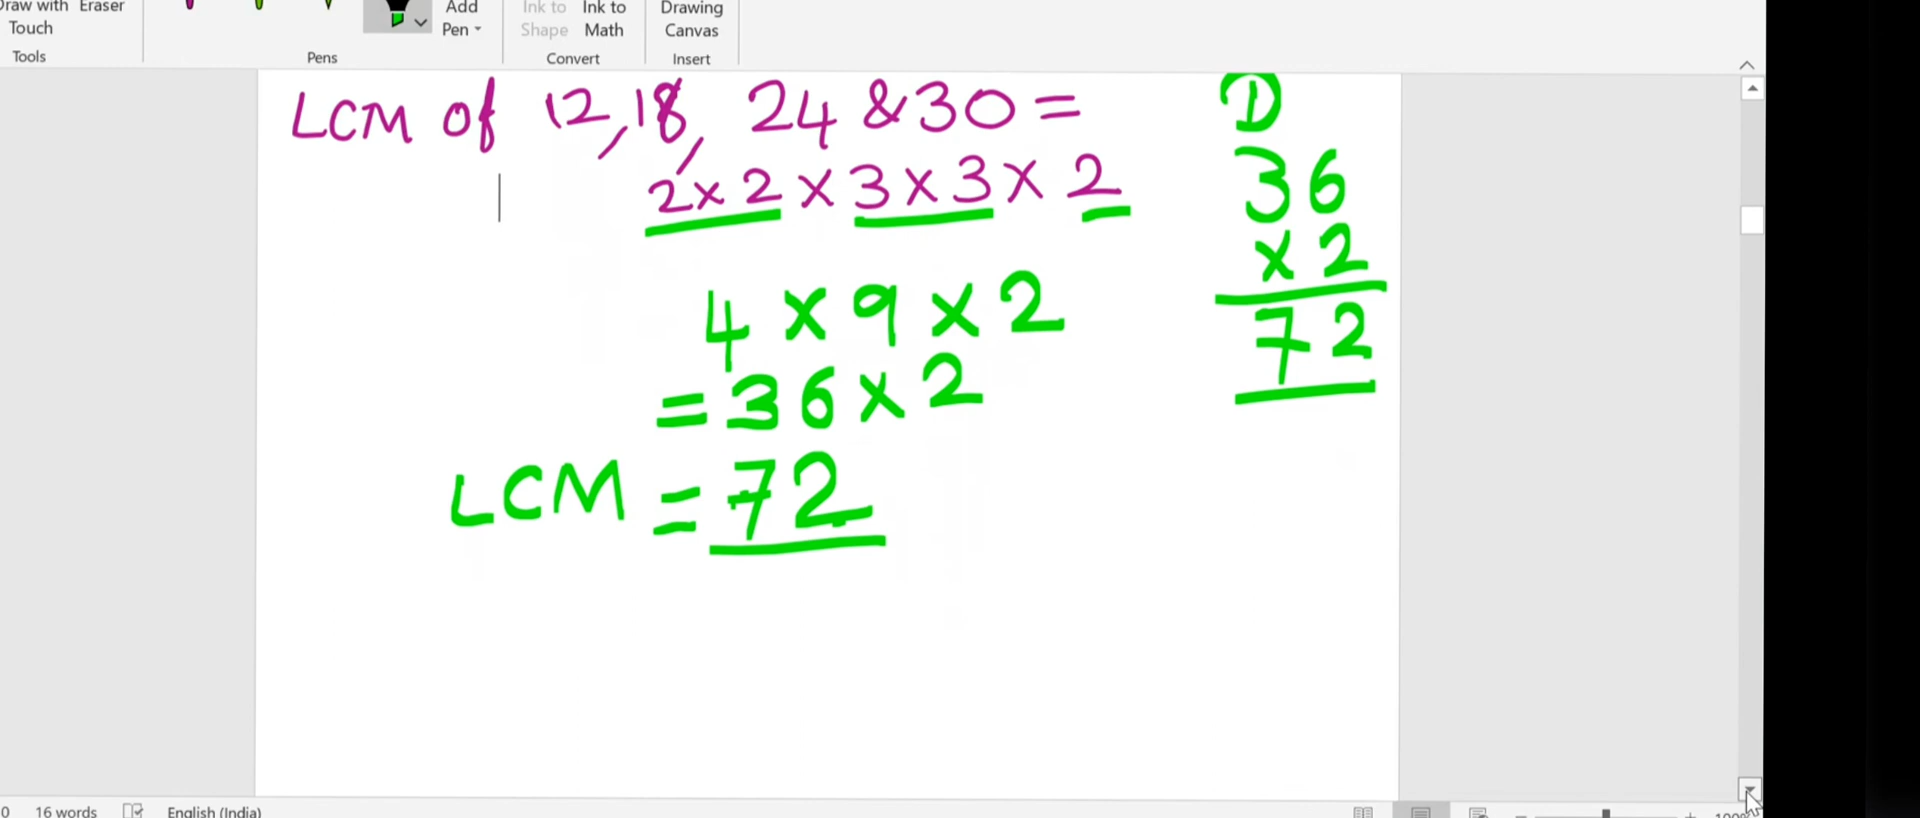 Draw with Eraser Add Ink to Ink to Drawing
Touch Pen Shape Math Canvas
Tools Pens Convert Insert
LCM of 12, 18, 24 & 30 =
2 × 2 × 3 × 3 × 2
4 × 9 × 2
= 36 × 2
LCM = 72
D
36
× 2
72
0 16 words English (India) 100%